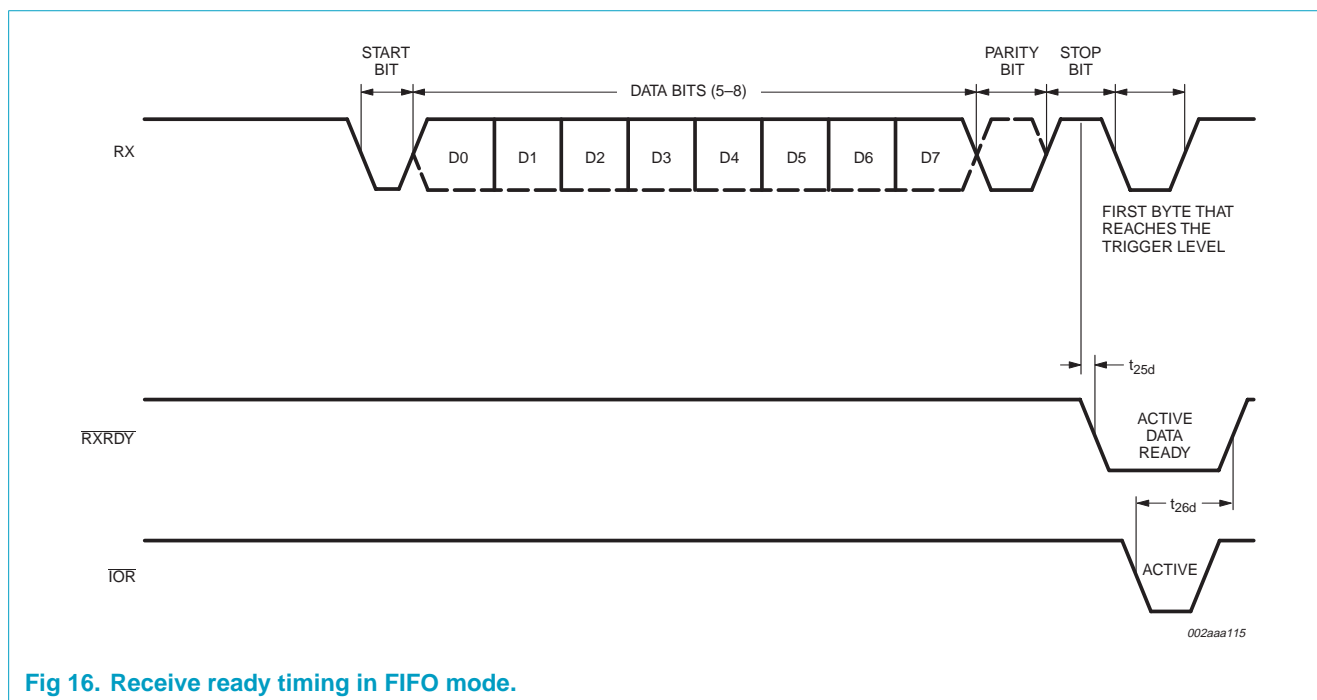 START
BIT
DATA BITS (5–8)
PARITY
BIT
STOP
BIT
RX
D0
D1
D2
D3
D4
D5
D6
D7
FIRST BYTE THAT
REACHES THE
TRIGGER LEVEL
t25d
RXRDY
ACTIVE
DATA
READY
t26d
IOR
ACTIVE
002aaa115
Fig 16. Receive ready timing in FIFO mode.